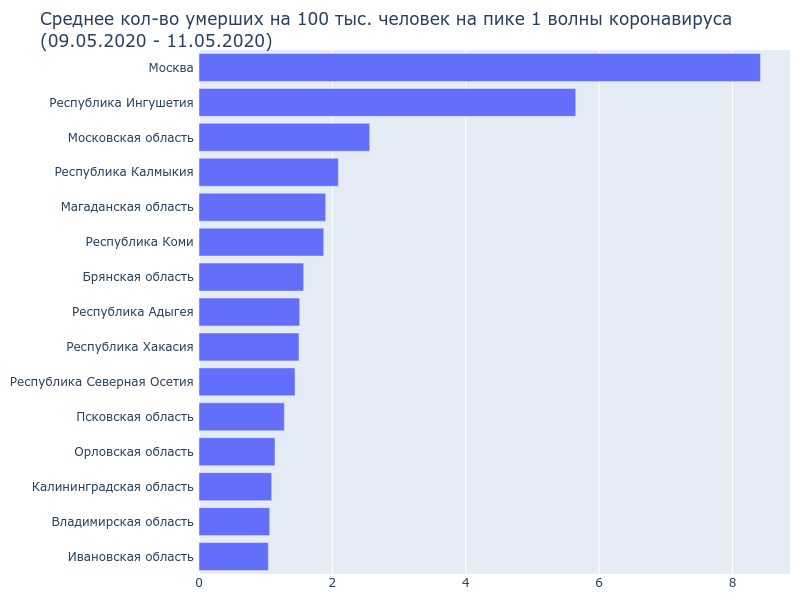 Среднее кол-во умерших на 100 тыс. человек на пике 1 волны коронавируса
(09.05.2020 - 11.05.2020)
Москва
Республика Ингушетия
Московская область
Республика Калмыкия
Магаданская область
Республика Коми
Брянская область
Республика Адыгея
Республика Хакасия
Республика Северная Осетия
Псковская область
Орловская область
Калининградская область
Владимирская область
Ивановская область
0 2 4 6 8